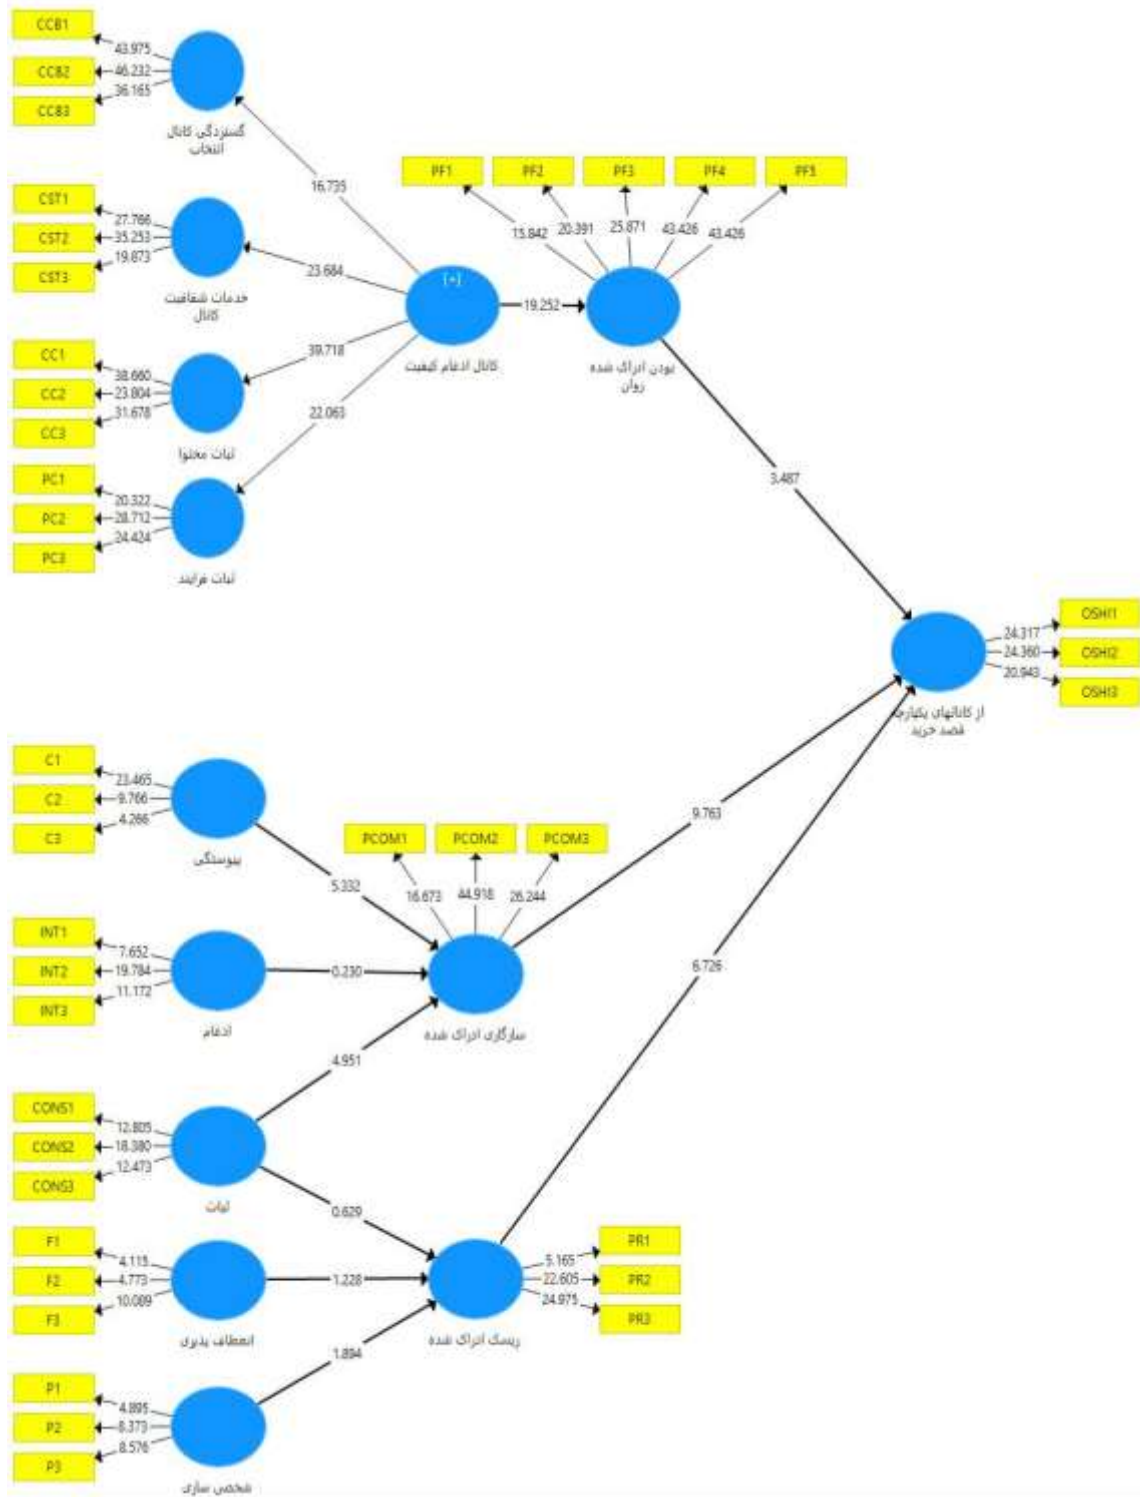 CCB1
43.975
CCB2
46.232
CCB3
36.165
گستردگی کانال
انتخاب
16.735
CST1
27.766
CST2
35.253
CST3
19.873
خدمات شفافیت
کانال
23.684
CC1
38.660
CC2
23.804
CC3
31.678
ثبات محتوا
39.718
PC1
20.322
PC2
28.712
PC3
24.424
ثبات فرایند
22.063
[+]
کانال ادغام کیفیت
19.252
PF1
PF2
PF3
PF4
PF5
15.842
20.391
25.871
43.426
43.426
بودن ادراک شده
روان
3.487
OSHI1
24.317
OSHI2
24.360
OSHI3
20.943
از کانالهای یکپارچه
قصد خرید
C1
23.465
C2
9.766
C3
4.266
پیوستگی
5.332
PCOM1
PCOM2
PCOM3
16.673
44.918
26.244
9.763
INT1
7.652
INT2
19.784
INT3
11.172
ادغام
0.230
سازگاری ادراک شده
4.951
6.726
CONS1
12.805
CONS2
18.380
CONS3
12.473
ثبات
0.629
F1
4.115
F2
4.773
F3
10.089
انعطاف پذیری
1.228
PR1
5.165
PR2
22.605
PR3
24.975
ریسک ادراک شده
1.894
P1
4.895
P2
8.373
P3
8.576
شخصی سازی